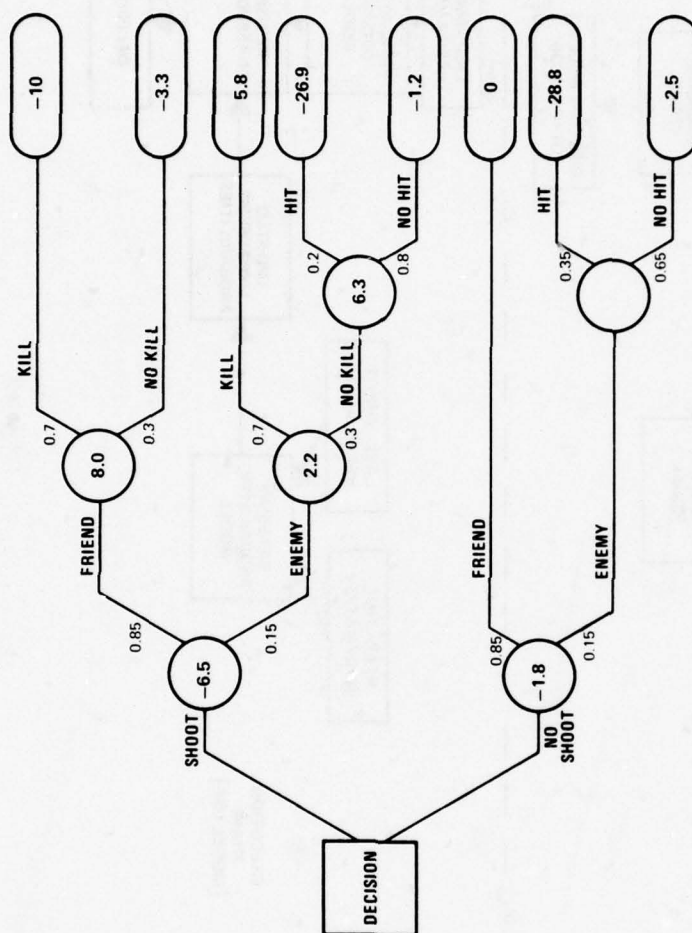 DECISION
SHOOT
NO
SHOOT
-6.5
-1.8
0.85
0.15
0.85
0.15
FRIEND
ENEMY
FRIEND
ENEMY
8.0
2.2
0.7
0.3
0.7
0.3
KILL
NO KILL
KILL
NO KILL
6.3
0.2
0.8
0.35
0.65
HIT
NO HIT
HIT
NO HIT
-10
-3.3
5.8
-26.9
-1.2
0
-28.8
-2.5